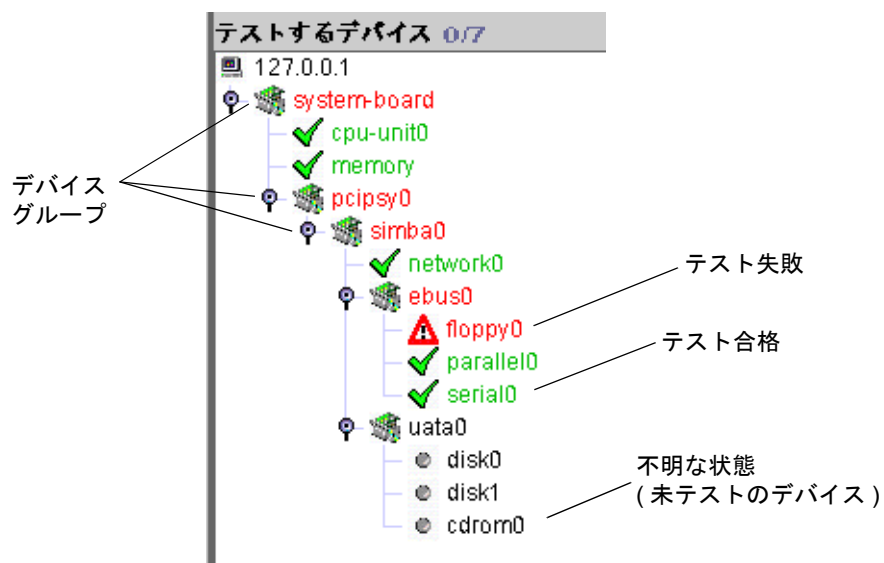 テストするデバイス 0/7
127.0.0.1
system-board
cpu-unit0
memory
デバイス
グループ
pcipsy0
simba0
network0
テスト失敗
ebus0
floppy0
テスト合格
parallel0
serial0
uata0
disk0
不明な状態
disk1
( 未テストのデバイス )
cdrom0